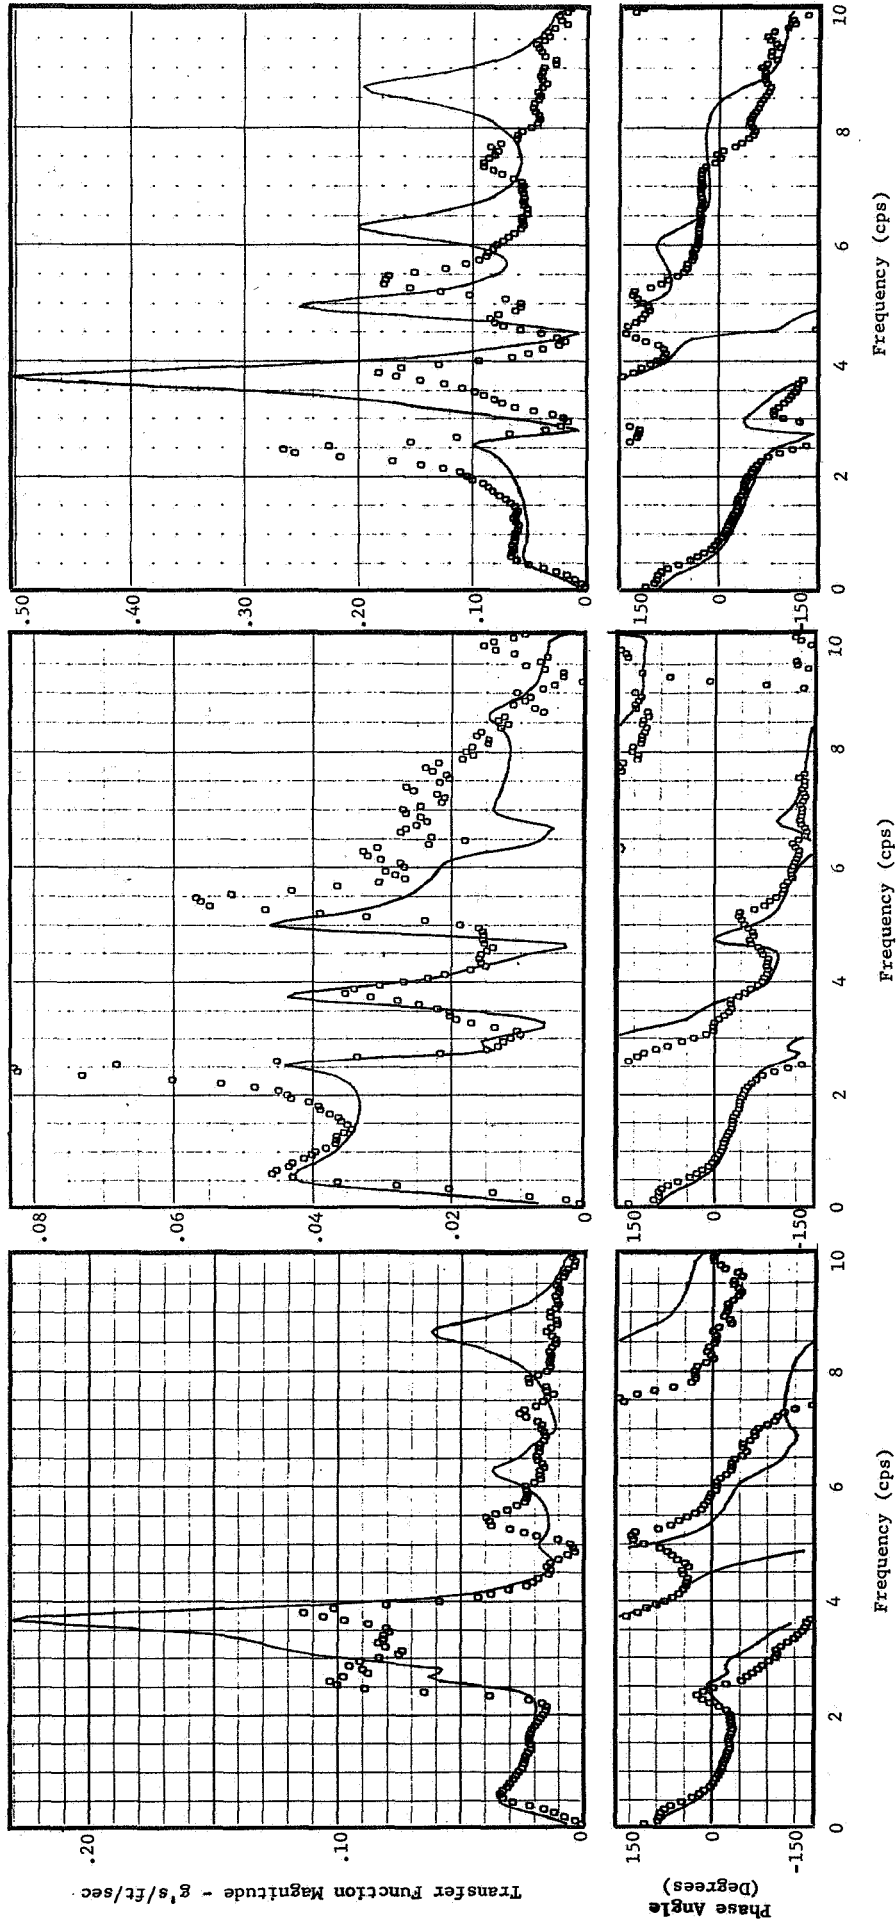 Transfer Function Magnitude - g's/ft/sec
.20
.10
0
Phase Angle
(Degrees)
150
0
-150
0 2 4 6 8 10
Frequency (cps)
.08
.06
.04
.02
0
150
0
-150
0 2 4 6 8 10
Frequency (cps)
.50
.40
.30
.20
.10
0
150
0
-150
0 2 4 6 8 10
Frequency (cps)